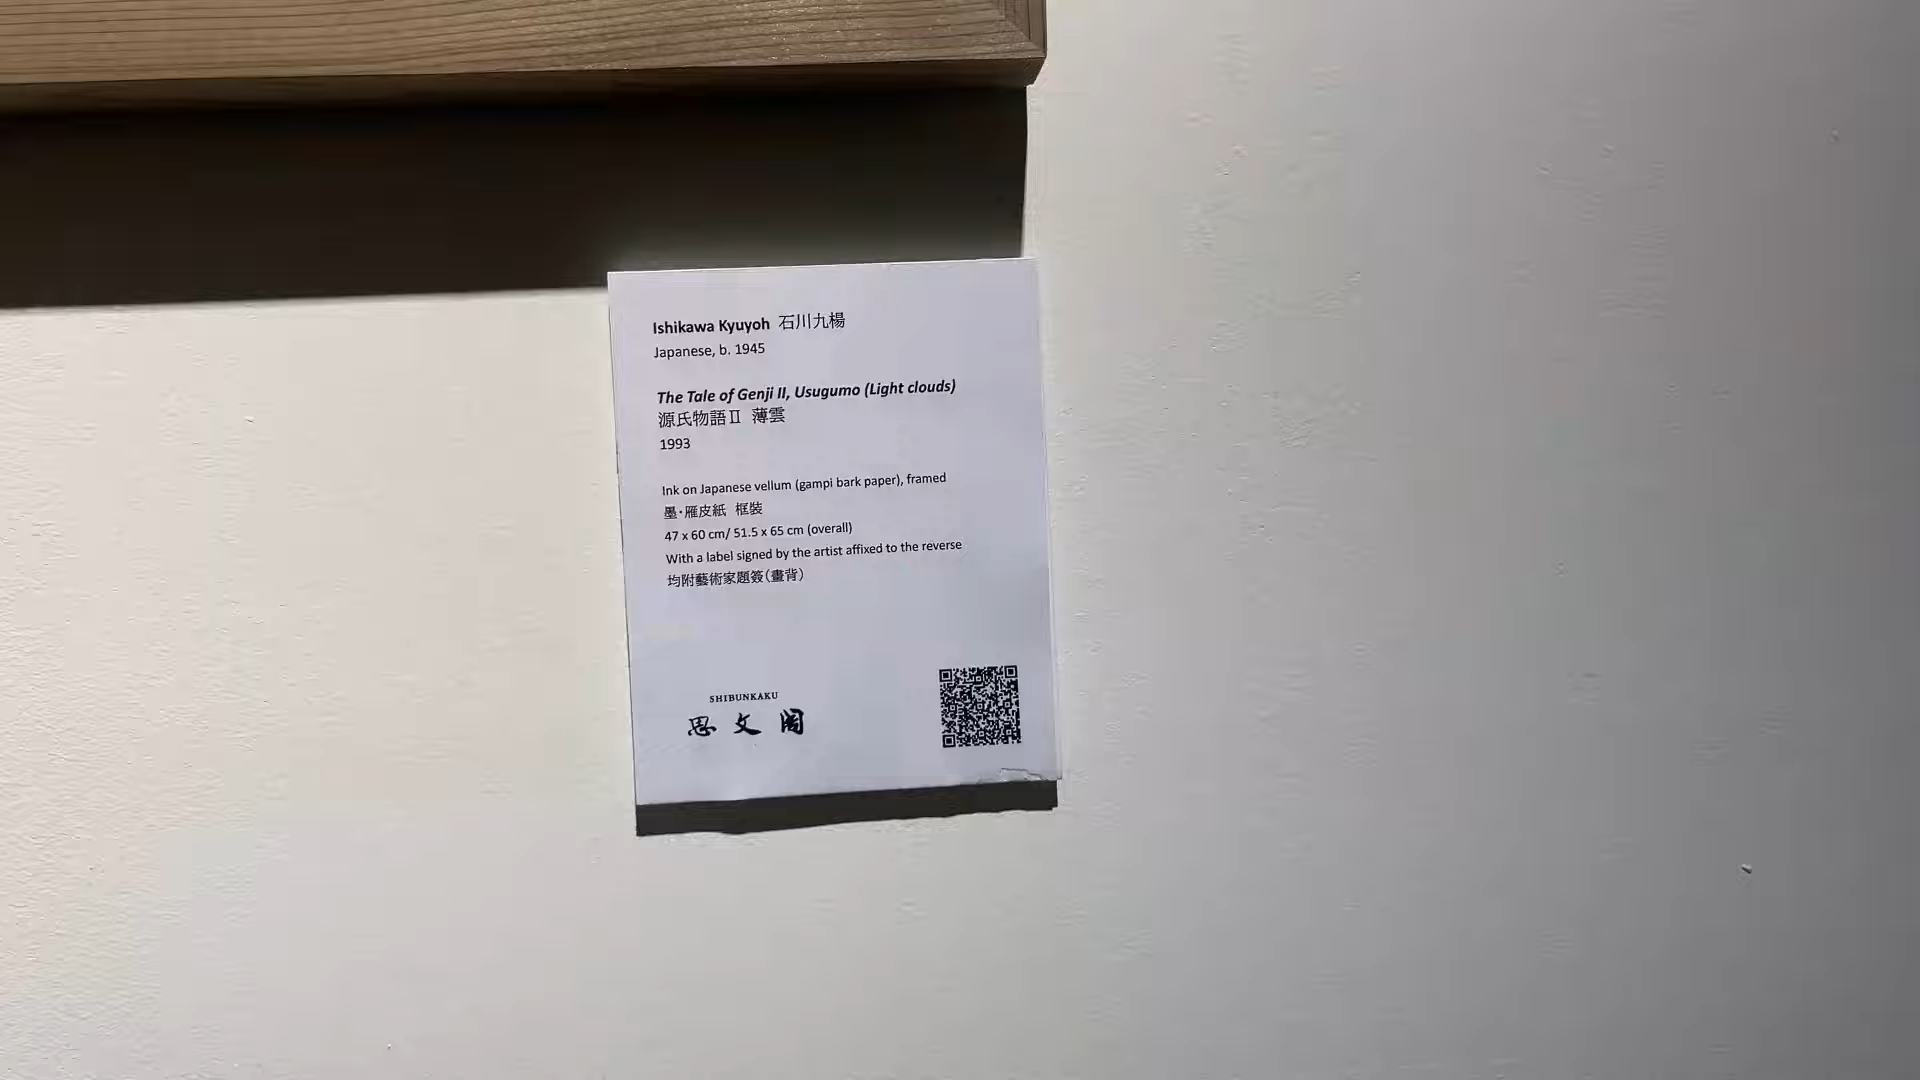 Ishikawa Kyuyoh 石川九楊
Japanese, b. 1945
The Tale of Genji II, Usugumo (Light clouds)
源氏物語Ⅱ 薄雲
1993
Ink on Japanese vellum (gampi bark paper), framed
墨·雁皮紙 框裝
47 x 60 cm/ 51.5 x 65 cm (overall)
With a label signed by the artist affixed to the reverse
均附藝術家題簽（畫背）
SHIBUNKAKU
思文閣